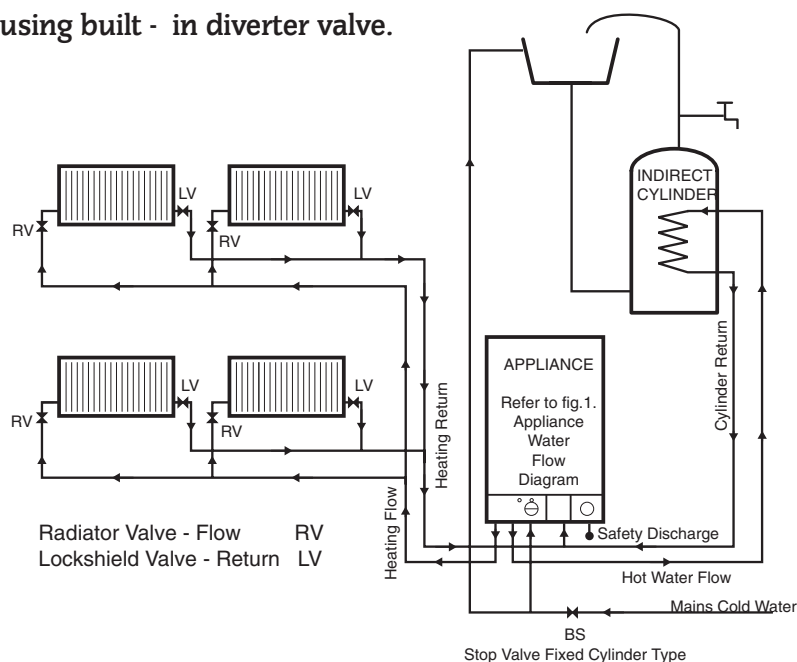 using built - in diverter valve.
INDIRECT
CYLINDER
LV
LV
RV
RV
APPLIANCE
Refer to fig.1.
Appliance
Water
Flow
Diagram
Cylinder Return
LV
LV
RV
RV
Heating Return
Heating Flow
Radiator Valve - Flow RV
Lockshield Valve - Return LV
Safety Discharge
Hot Water Flow
Mains Cold Water
BS
Stop Valve Fixed Cylinder Type